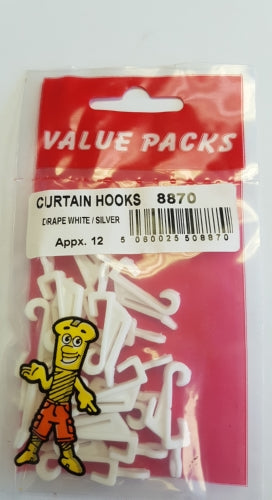 VALUE PACKS
CURTAIN HOOKS 8870
DRAPE WHITE / SILVER
Appx. 12
5 060025 508870